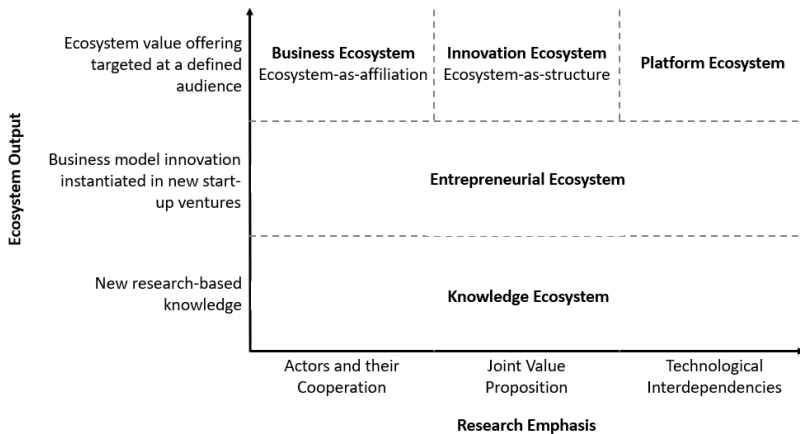 Ecosystem Output
Ecosystem value offering
targeted at a defined
audience
Business Ecosystem
Ecosystem-as-affiliation
Innovation Ecosystem
Ecosystem-as-structure
Platform Ecosystem
Business model innovation
instantiated in new start-
up ventures
Entrepreneurial Ecosystem
New research-based
knowledge
Knowledge Ecosystem
Actors and their
Cooperation
Joint Value
Proposition
Technological
Interdependencies
Research Emphasis